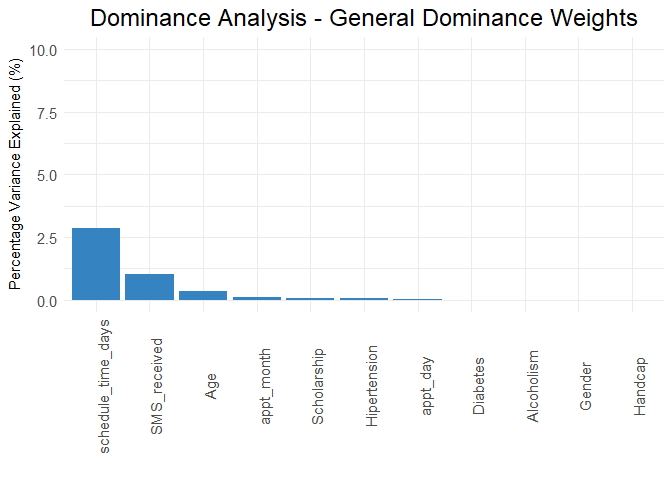 Dominance Analysis - General Dominance Weights
Percentage Variance Explained (%)
10.0
7.5
5.0
2.5
0.0
schedule_time_days
SMS_received
Age
appt_month
Scholarship
Hipertension
appt_day
Diabetes
Alcoholism
Gender
Handcap